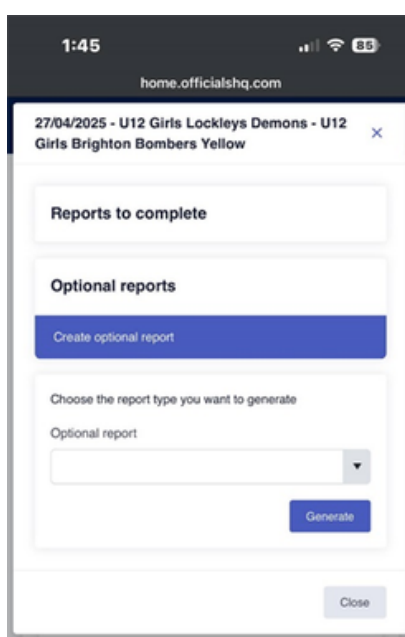 1:45
85
home.officialshq.com
27/04/2025 - U12 Girls Lockleys Demons - U12
Girls Brighton Bombers Yellow
×
Reports to complete
Optional reports
Create optional report
Choose the report type you want to generate
Optional report
Generate
Close